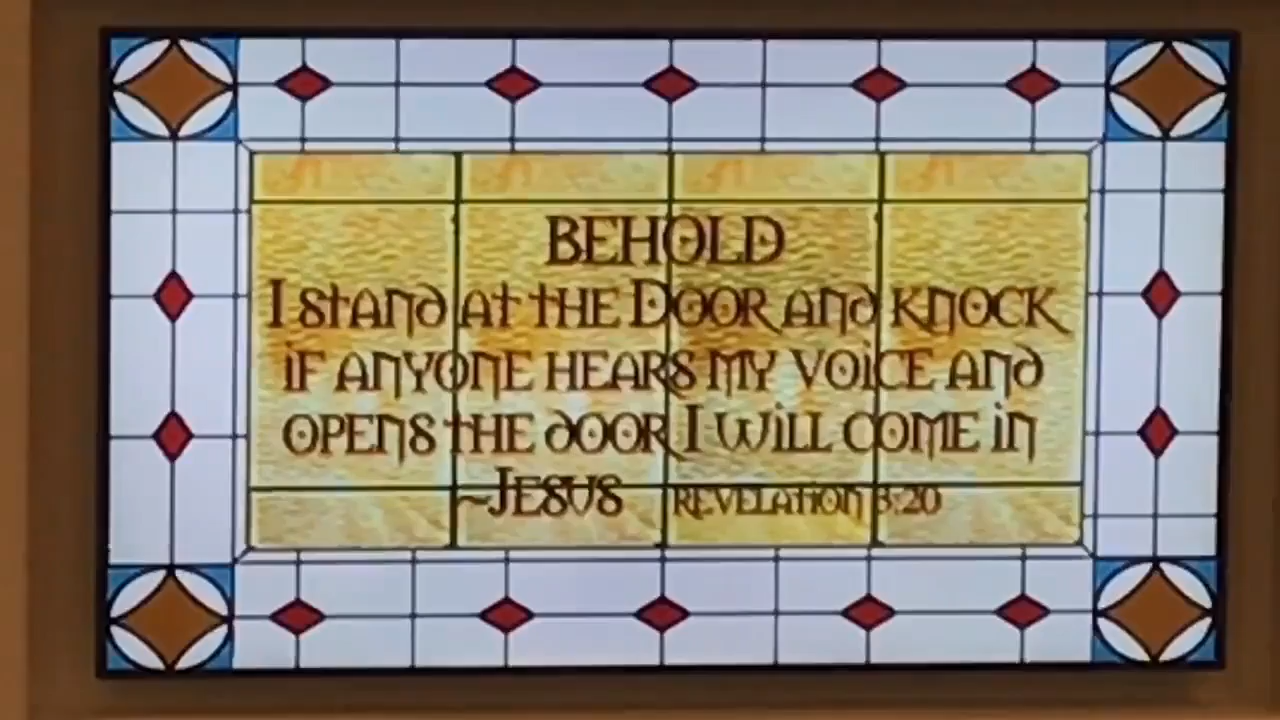 BEHOLD
I stand at the Door and knock
if anyone hears my voice and
opens the door I will come in
~Jesus Revelation 3:20